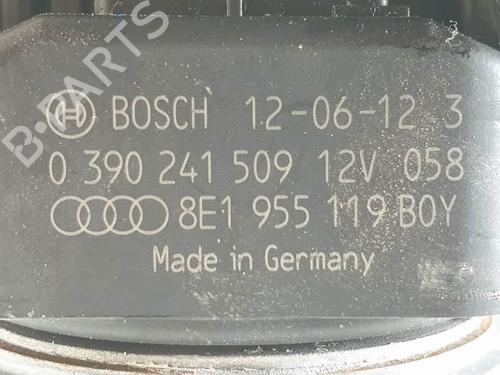 B-PARTS
BOSCH 12-06-12 3
0 390 241 509 12V 058
8E1 955 119 BOY
Made in Germany